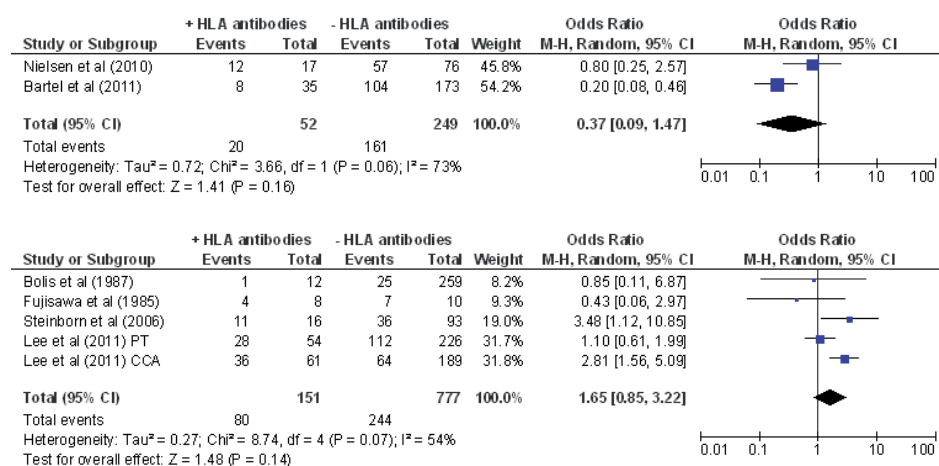 + HLA antibodies - HLA antibodies Odds Ratio Odds Ratio
Study or Subgroup Events Total Events Total Weight M-H, Random, 95% CI M-H, Random, 95% CI
Nielsen et al (2010) 12 17 57 76 45.8% 0.80 [0.25, 2.57]
Bartel et al (2011) 8 35 104 173 54.2% 0.20 [0.08, 0.46]
Total (95% CI) 52 249 100.0% 0.37 [0.09, 1.47]
Total events 20 161
Heterogeneity: Tau² = 0.72; Chi² = 3.66, df = 1 (P = 0.06); I² = 73%
Test for overall effect: Z = 1.41 (P = 0.16)
0.01 0.1 1 10 100
+ HLA antibodies - HLA antibodies Odds Ratio Odds Ratio
Study or Subgroup Events Total Events Total Weight M-H, Random, 95% CI M-H, Random, 95% CI
Bolis et al (1987) 1 12 25 259 8.2% 0.85 [0.11, 6.87]
Fujisawa et al (1985) 4 8 7 10 9.3% 0.43 [0.06, 2.97]
Steinborn et al (2006) 11 16 36 93 19.0% 3.48 [1.12, 10.85]
Lee et al (2011) PT 28 54 112 226 31.7% 1.10 [0.61, 1.99]
Lee et al (2011) CCA 36 61 64 189 31.8% 2.81 [1.56, 5.09]
Total (95% CI) 151 777 100.0% 1.65 [0.85, 3.22]
Total events 80 244
Heterogeneity: Tau² = 0.27; Chi² = 8.74, df = 4 (P = 0.07); I² = 54%
Test for overall effect: Z = 1.48 (P = 0.14)
0.01 0.1 1 10 100